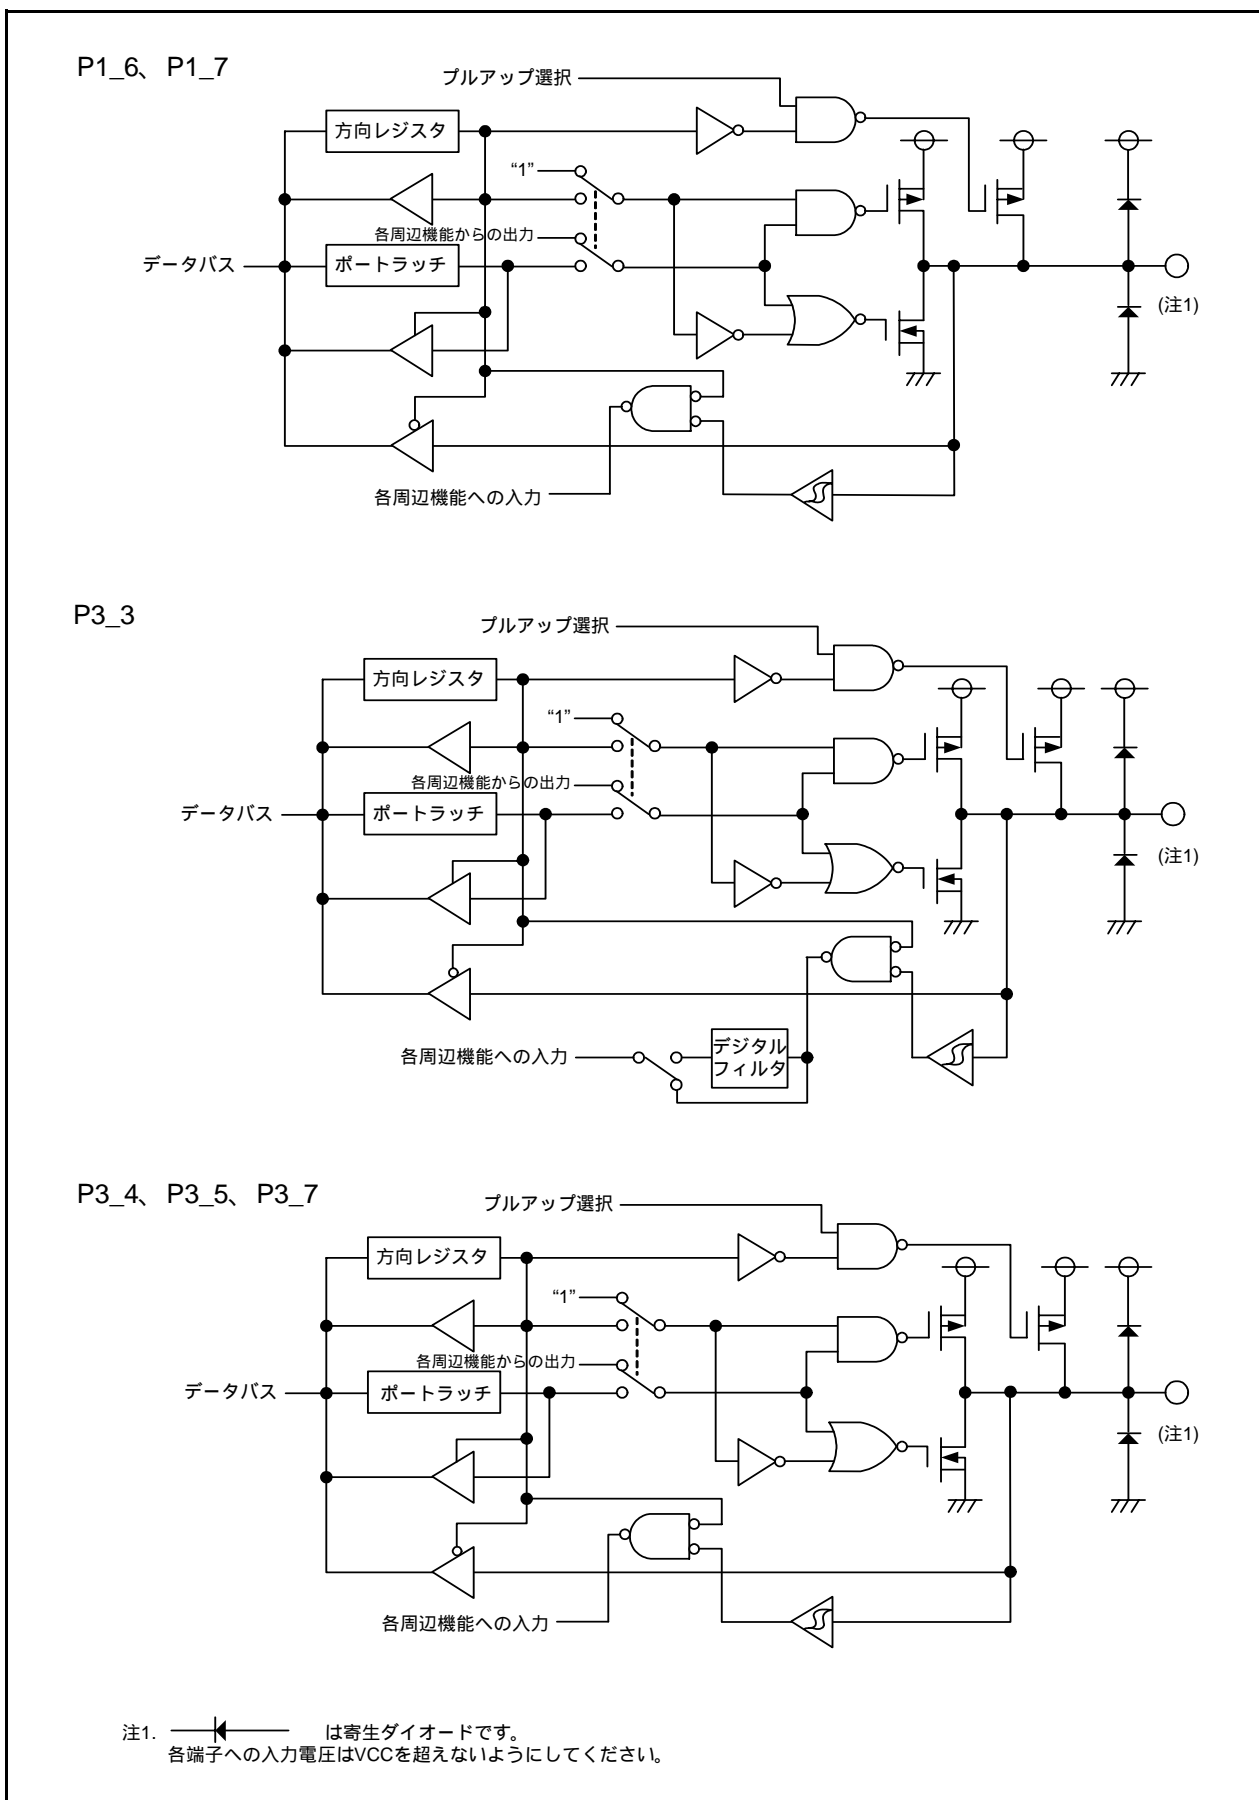 P1_6、P1_7
プルアップ選択
方向レジスタ
“1”
各周辺機能からの出力
データバス
ポートラッチ
(注1)
各周辺機能への入力
P3_3
プルアップ選択
方向レジスタ
“1”
各周辺機能からの出力
データバス
ポートラッチ
(注1)
各周辺機能への入力
デジタル
フィルタ
P3_4、P3_5、P3_7
プルアップ選択
方向レジスタ
“1”
各周辺機能からの出力
データバス
ポートラッチ
(注1)
各周辺機能への入力
注1. は寄生ダイオードです。
各端子への入力電圧はVCCを超えないようにしてください。